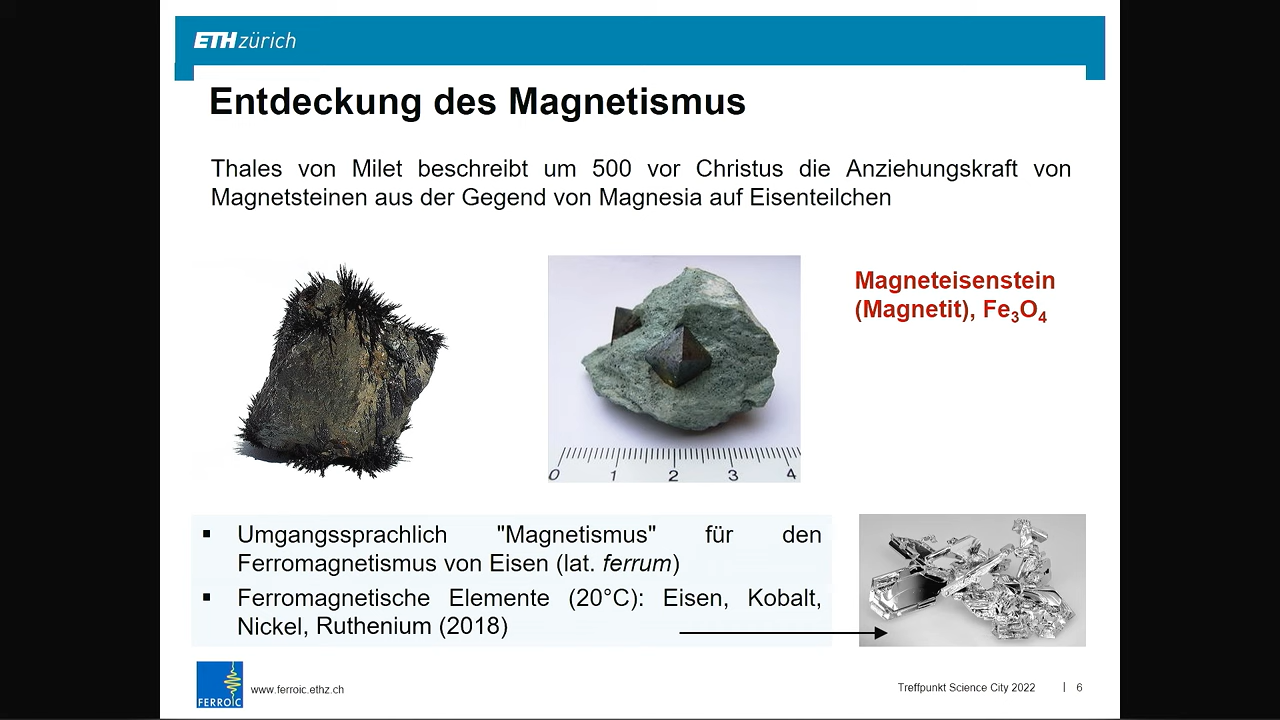 ETH zürich
Entdeckung des Magnetismus
Thales von Milet beschreibt um 500 vor Christus die Anziehungskraft von
Magnetsteinen aus der Gegend von Magnesia auf Eisenteilchen
Magneteisenstein
(Magnetit), Fe₃O₄
0 1 2 3 4
▪ Umgangssprachlich "Magnetismus" für den
Ferromagnetismus von Eisen (lat. ferrum)
▪ Ferromagnetische Elemente (20°C): Eisen, Kobalt,
Nickel, Ruthenium (2018)
FERROIC
www.ferroic.ethz.ch
Treffpunkt Science City 2022 | 6